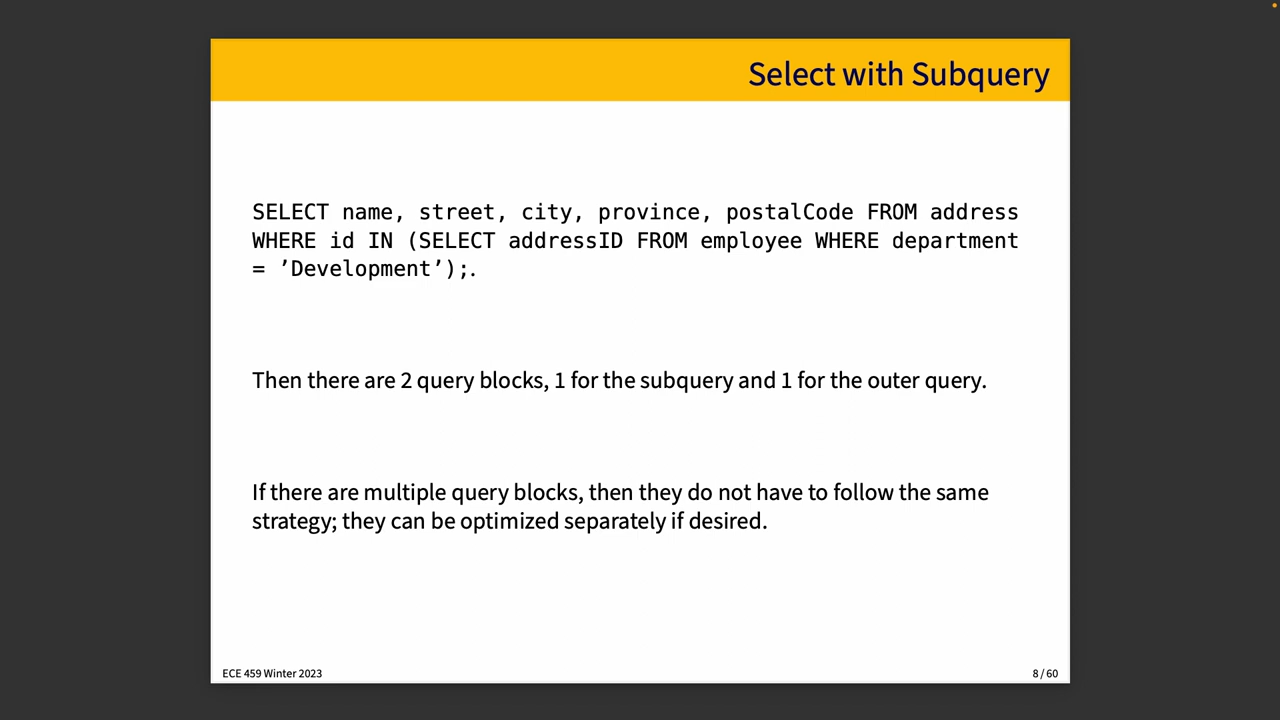 Select with Subquery
SELECT name, street, city, province, postalCode FROM address
WHERE id IN (SELECT addressID FROM employee WHERE department
= ’Development’);.
Then there are 2 query blocks, 1 for the subquery and 1 for the outer query.
If there are multiple query blocks, then they do not have to follow the same
strategy; they can be optimized separately if desired.
ECE 459 Winter 2023
8 / 60